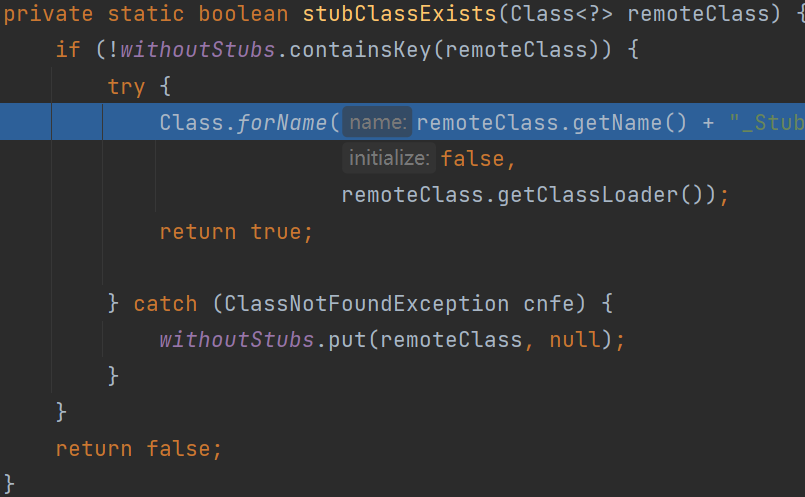 private static boolean stubClassExists(Class<?> remoteClass) {
if (!withoutStubs.containsKey(remoteClass)) {
try {
Class.forName( name: remoteClass.getName() + "_Stub
initialize: false,
remoteClass.getClassLoader());
return true;
} catch (ClassNotFoundException cnfe) {
withoutStubs.put(remoteClass, null);
}
}
return false;
}